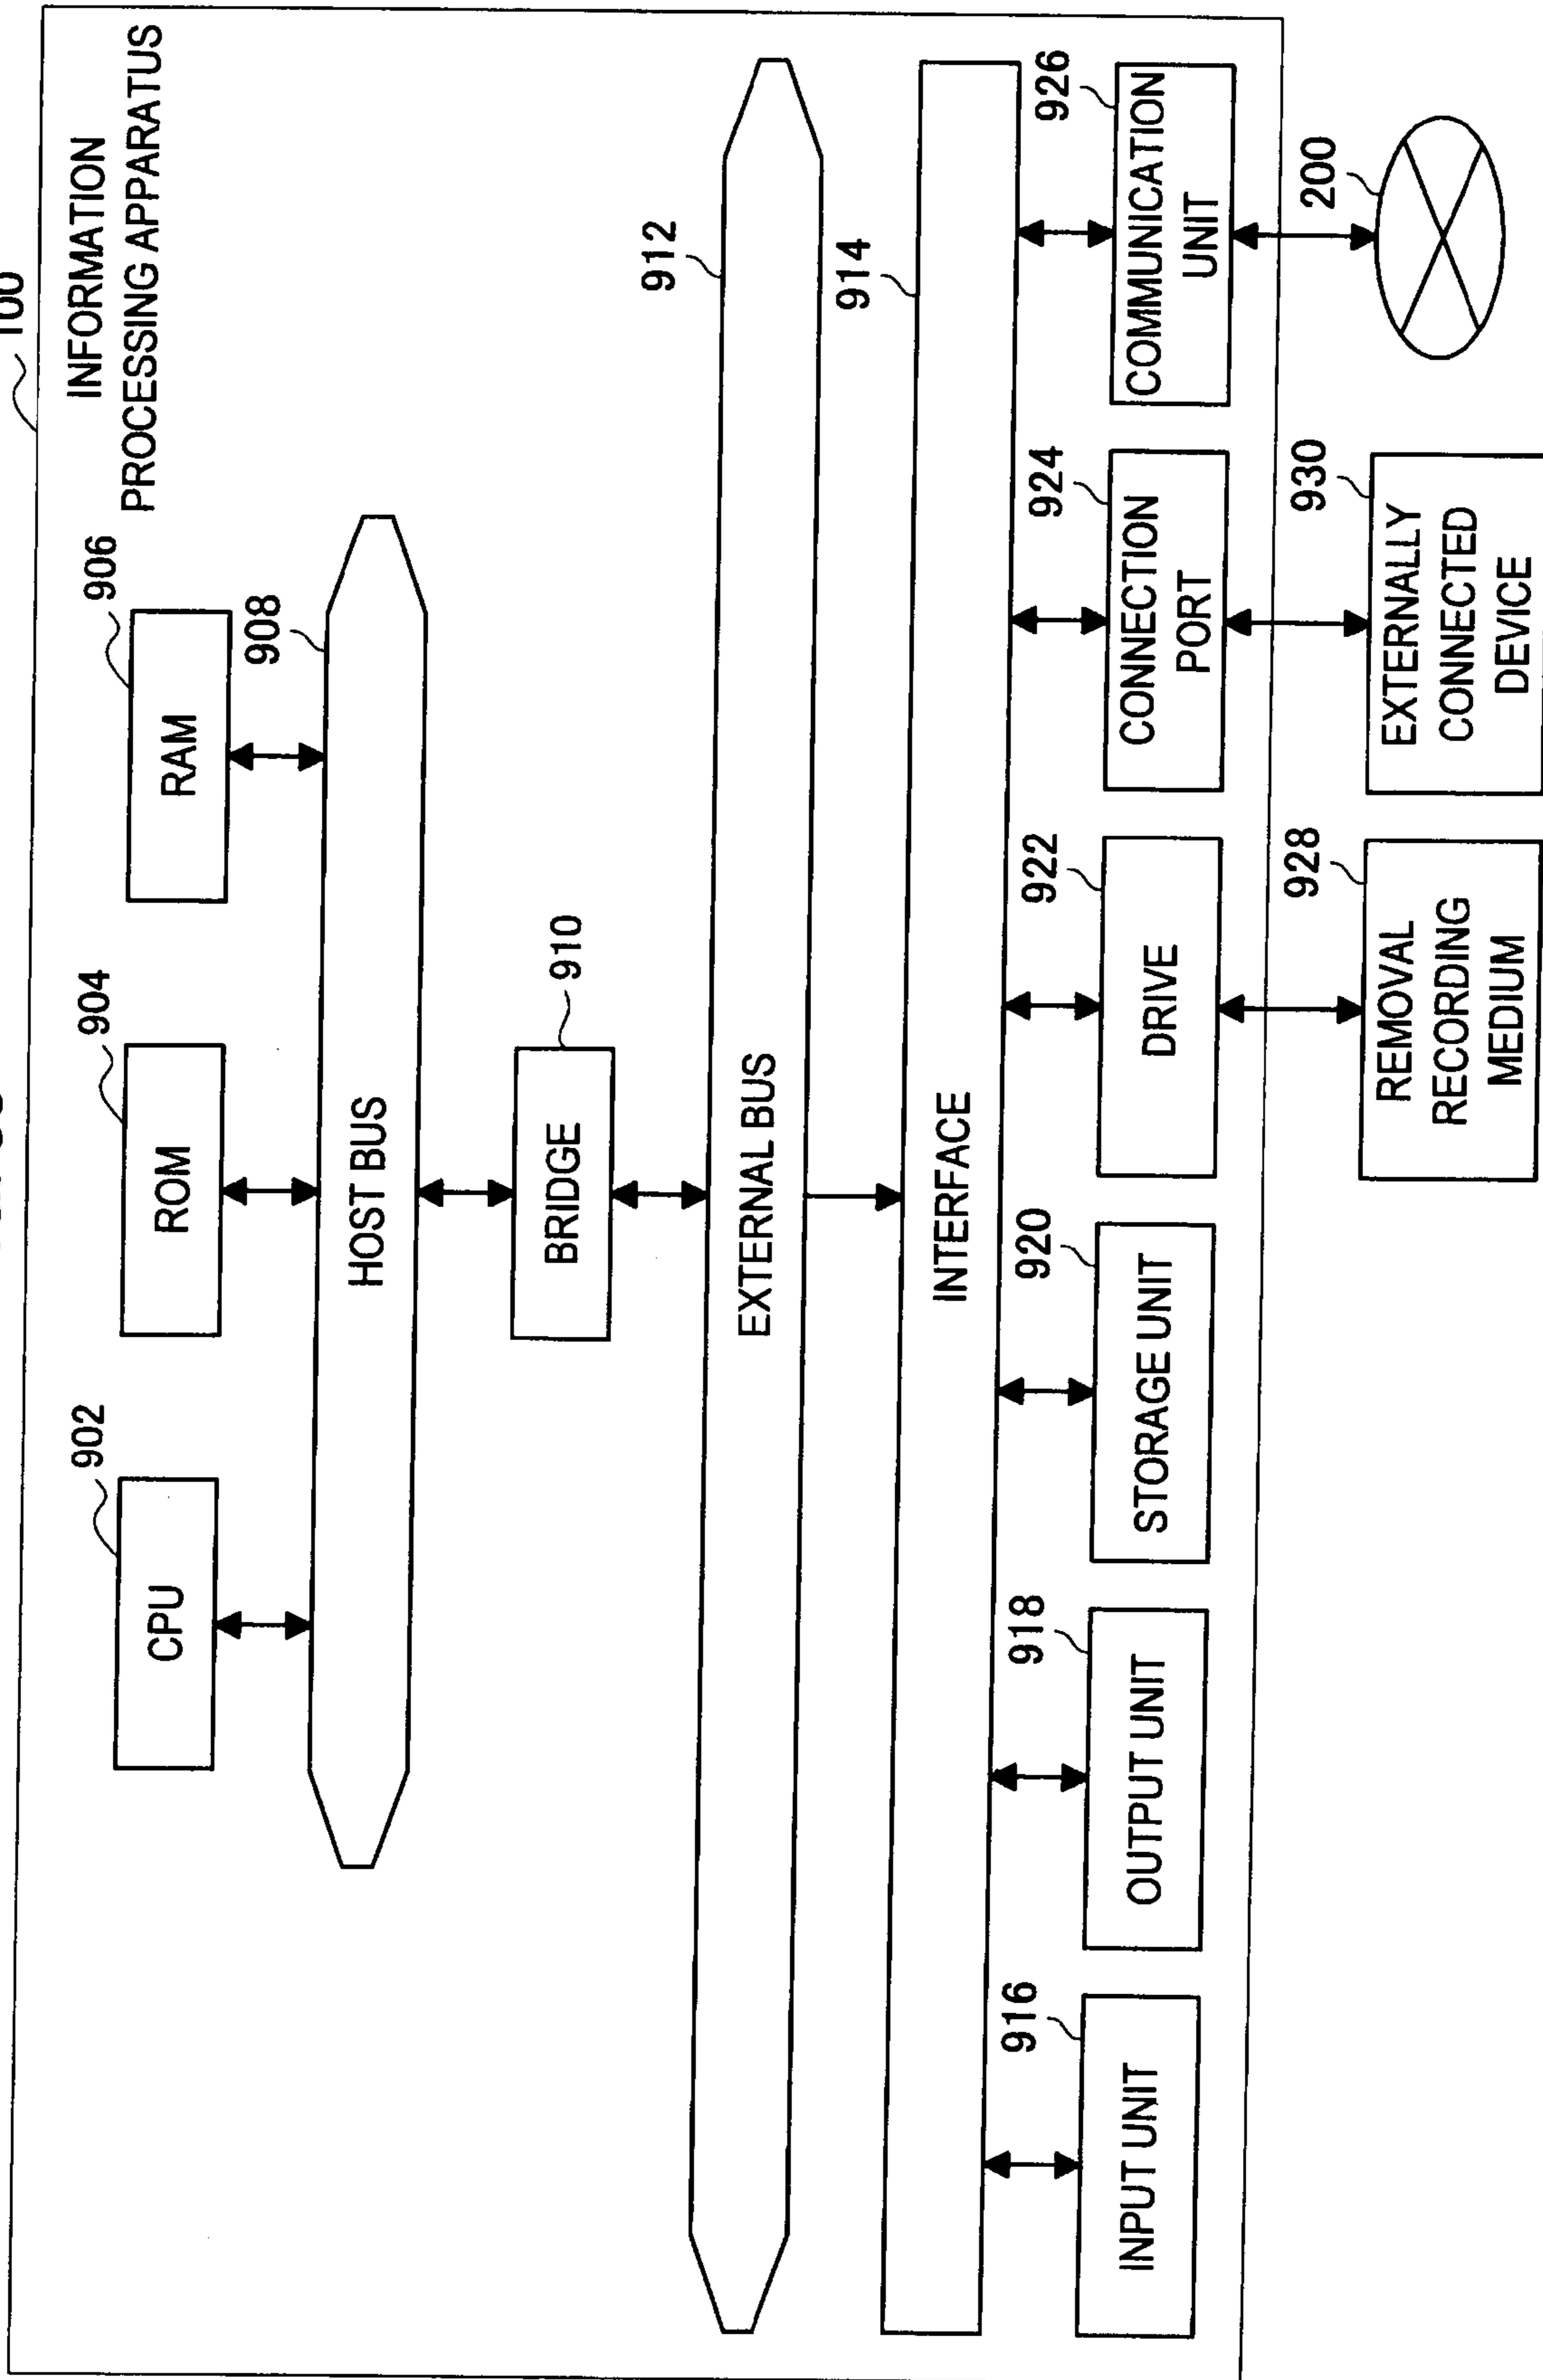 100
INFORMATION
PROCESSING APPARATUS
902
904
906
CPU
ROM
RAM
908
HOST BUS
910
BRIDGE
912
EXTERNAL BUS
914
INTERFACE
916
918
920
922
924
926
INPUT UNIT
OUTPUT UNIT
STORAGE UNIT
DRIVE
CONNECTION
PORT
COMMUNICATION
UNIT
928
930
200
REMOVAL
RECORDING
MEDIUM
EXTERNALLY
CONNECTED
DEVICE